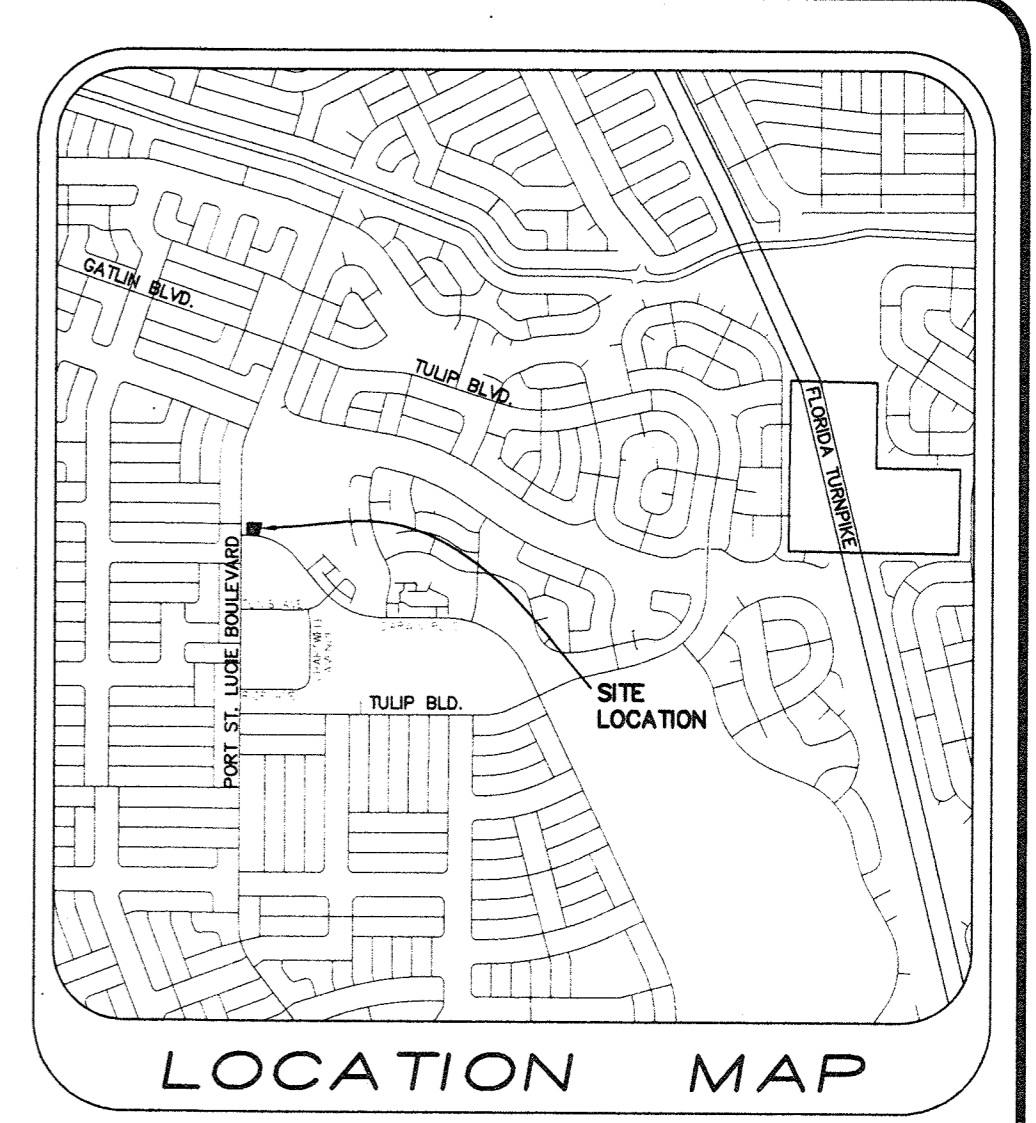 GATLIN BLVD.
TULIP BLVD.
FLORIDA TURNPIKE
PORT ST. LUCIE BOULEVARD
TULIP BLD.
SITE
LOCATION
LOCATION MAP